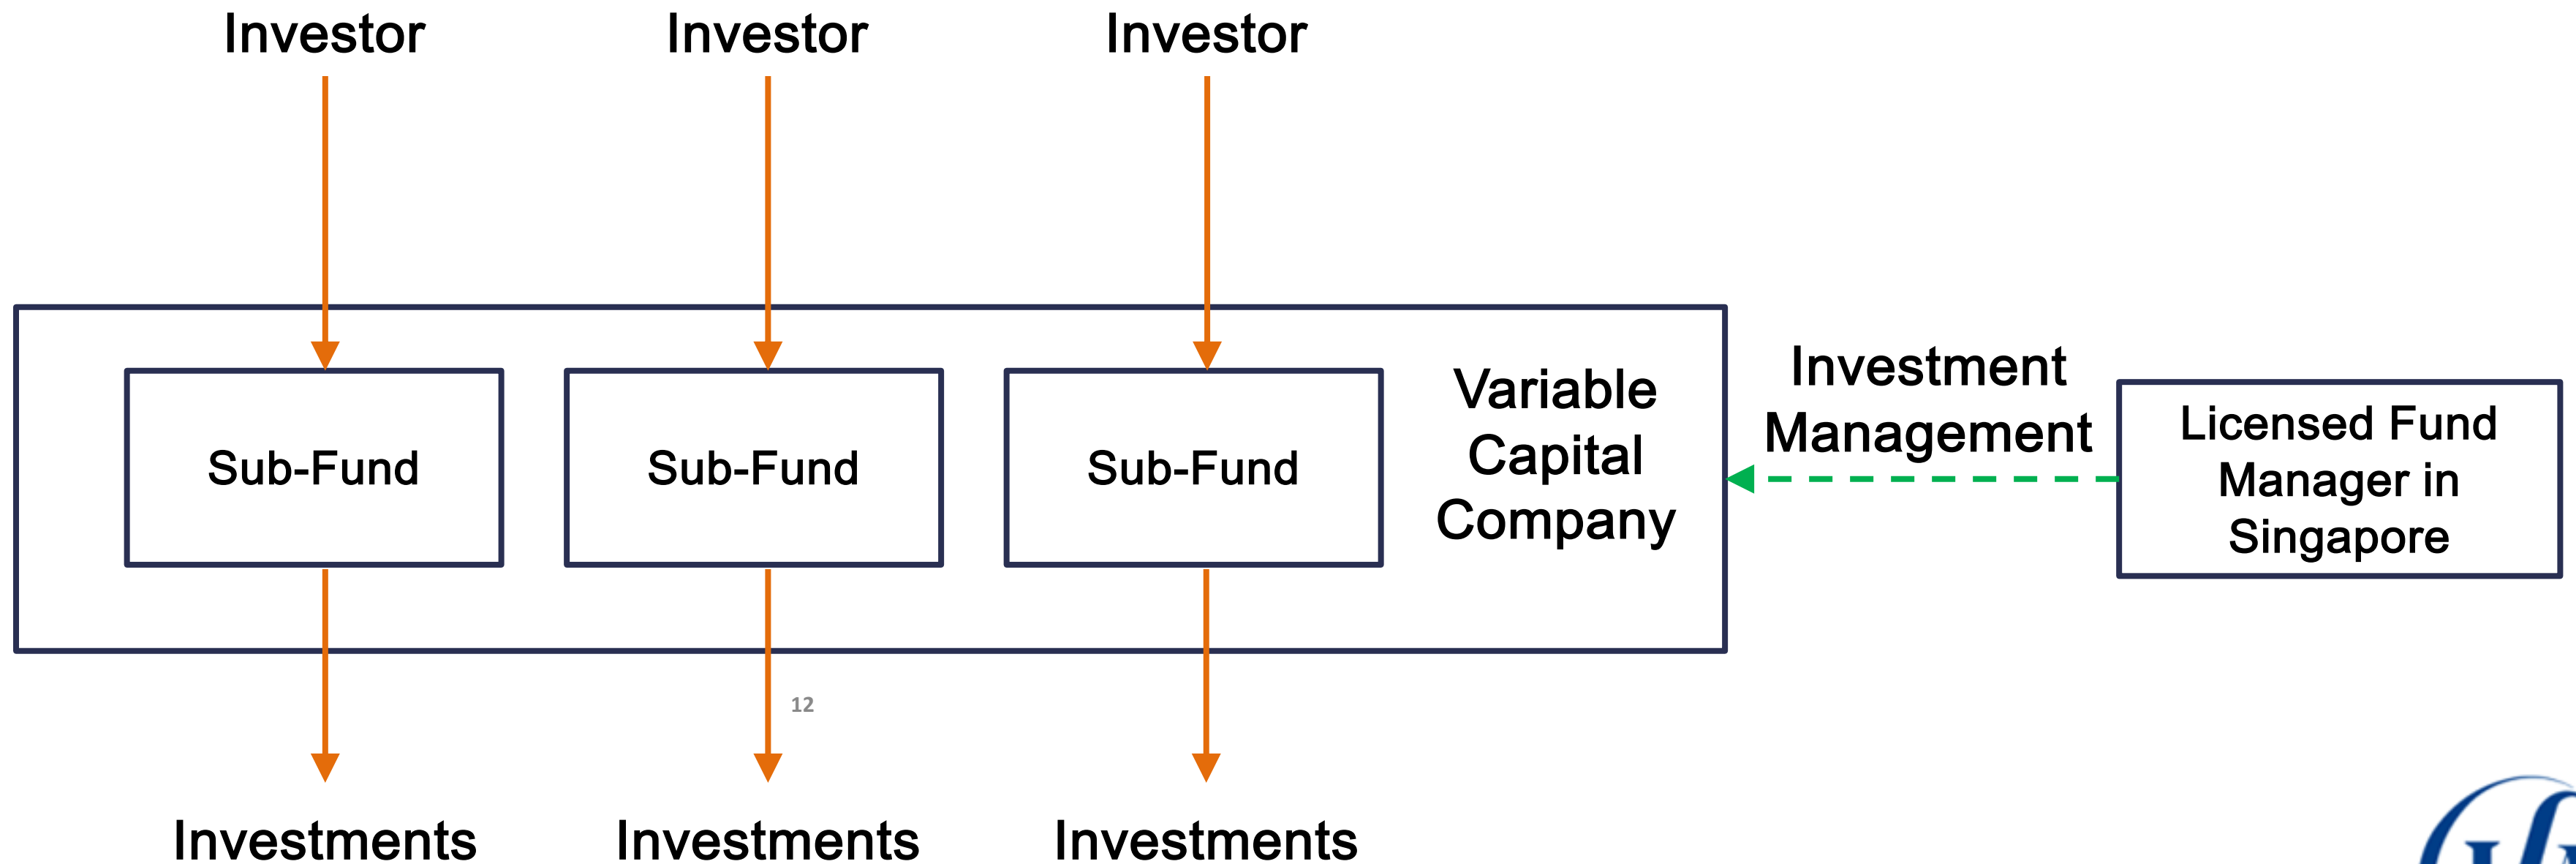 Investor
Investor
Investor
Sub-Fund
Sub-Fund
Sub-Fund
Variable
Capital
Company
Investment
Management
Licensed Fund
Manager in
Singapore
12
Investments
Investments
Investments